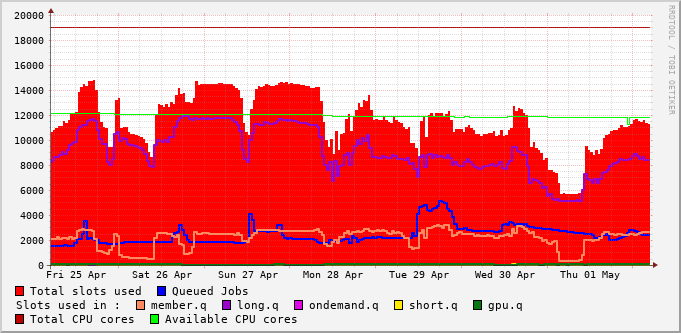 20000
18000
16000
14000
12000
10000
8000
6000
4000
2000
0
Fri 25 Apr Sat 26 Apr Sun 27 Apr Mon 28 Apr Tue 29 Apr Wed 30 Apr Thu 01 May
Total slots used Queued Jobs
Slots used in : member.q long.q ondemand.q short.q gpu.q
Total CPU cores Available CPU cores
RRDTOOL / TOBI OETIKER